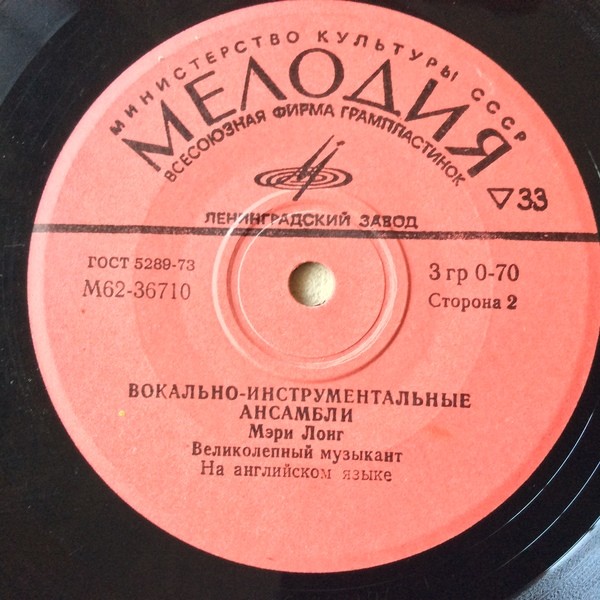 МИНИСТЕРСТВО КУЛЬТУРЫ СССР
МЕЛОДИЯ
ВСЕСОЮЗНАЯ ФИРМА ГРАМПЛАСТИНОК
▽33
ЛЕНИНГРАДСКИЙ ЗАВОД
ГОСТ 5289-73
М62-36710
3 гр 0-70
Сторона 2
ВОКАЛЬНО-ИНСТРУМЕНТАЛЬНЫЕ
АНСАМБЛИ
Мэри Лонг
Великолепный музыкант
На английском языке